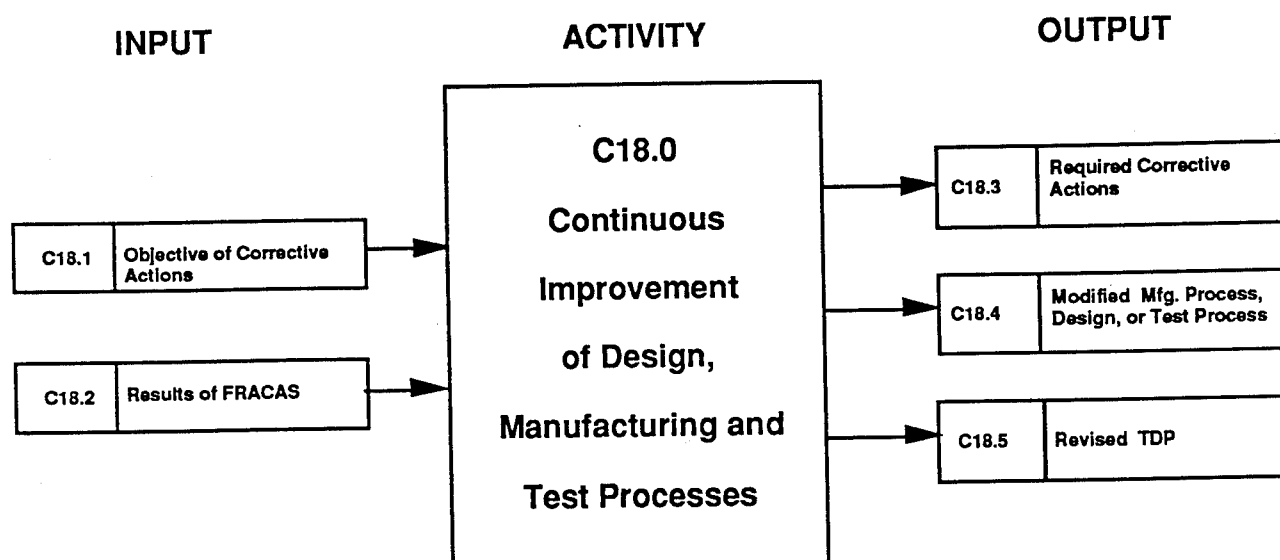 INPUT
ACTIVITY
OUTPUT
C18.1
Objective of Corrective
Actions
C18.2
Results of FRACAS
C18.0
Continuous
Improvement
of Design,
Manufacturing and
Test Processes
C18.3
Required Corrective
Actions
C18.4
Modified Mfg. Process,
Design, or Test Process
C18.5
Revised TDP